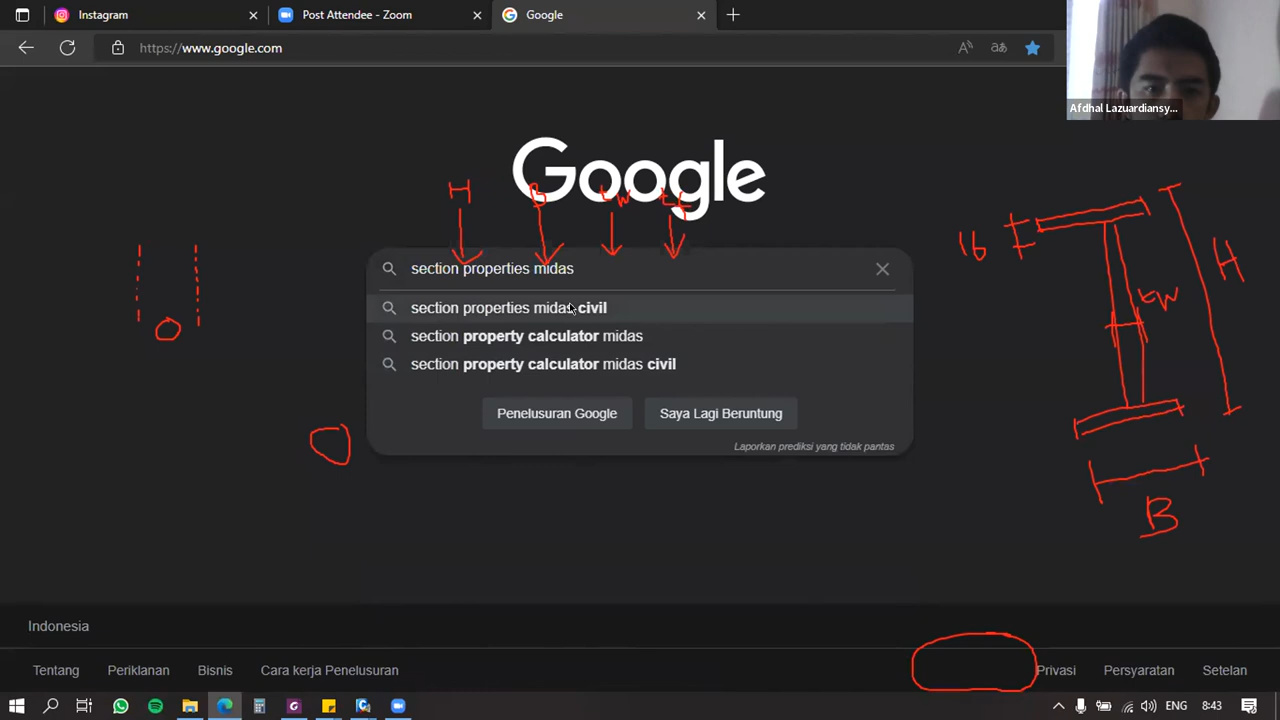 Instagram
Post Attendee - Zoom
Google
https://www.google.com
Afdhal Lazuardiansy...
Google
H B tw tf
section properties midas
section properties midas civil
section property calculator midas
section property calculator midas civil
Penelusuran Google
Saya Lagi Beruntung
Laporkan prediksi yang tidak pantas
16
H
tw
B
Indonesia
Tentang
Periklanan
Bisnis
Cara kerja Penelusuran
Privasi
Persyaratan
Setelan
ENG
8:43